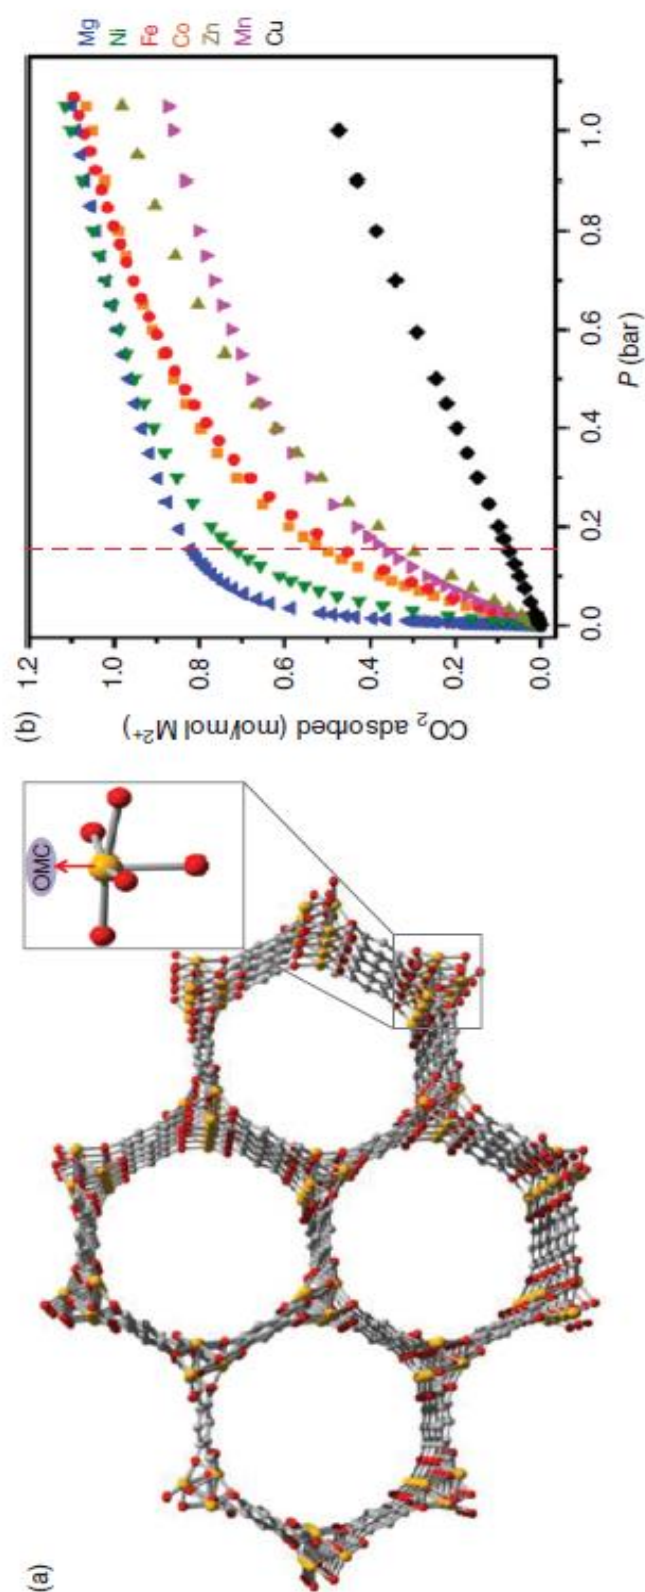 (a)
OMC
(b)
CO₂ adsorbed (mol/mol M²⁺)
1.2
1.0
0.8
0.6
0.4
0.2
0.0
0.0 0.2 0.4 0.6 0.8 1.0
P (bar)
Mg
Ni
Fe
Co
Zn
Mn
Cu